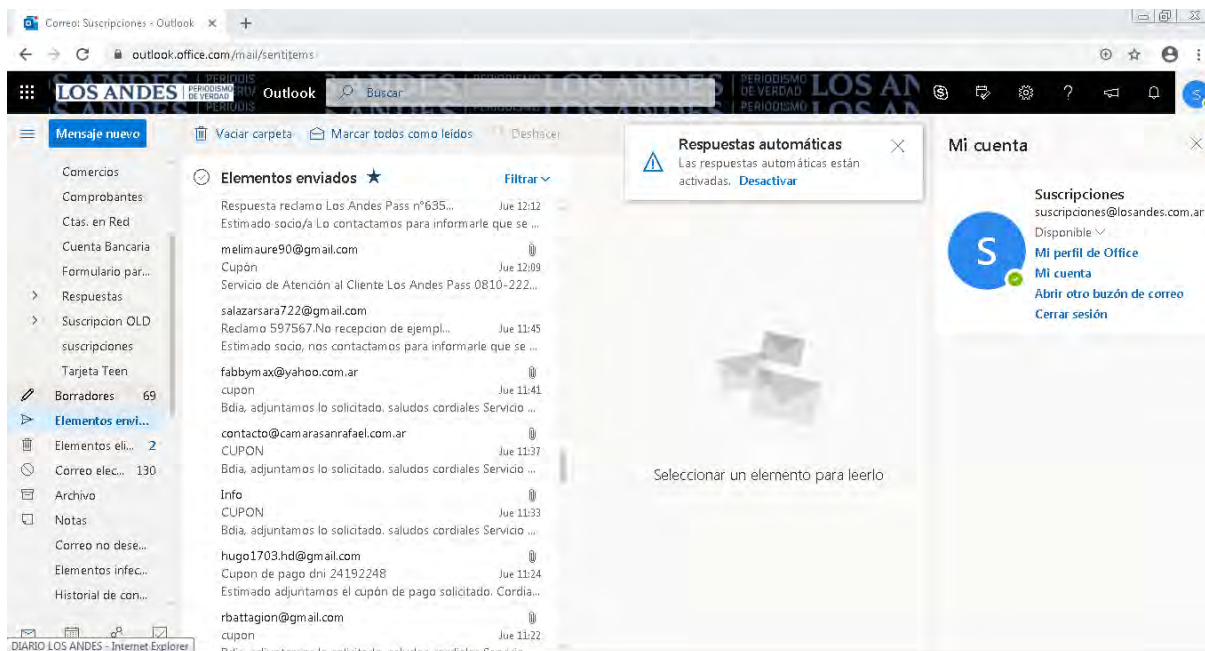 Correo: Suscripciones - Outlook
outlook.office.com/mail/sentitems
LOS ANDES PERIODISMO DE VERDAD
Outlook
Buscar
Mensaje nuevo
Vaciar carpeta
Marcar todos como leídos
Deshacer
Comercios
Comprobantes
Ctas. en Red
Cuenta Bancaria
Formulario par...
Respuestas
Suscripcion OLD
suscripciones
Tarjeta Teen
Borradores 69
Elementos envi...
Elementos eli... 2
Correo elec... 130
Archivo
Notas
Correo no dese...
Elementos infec...
Historial de con...
DIARIO LOS ANDES - Internet Explorer
Elementos enviados
Filtrar
Respuesta reclamo Los Andes Pass n°635... Jue 12:12
Estimado socio/a Lo contactamos para informarle que se ...
melimaure90@gmail.com
Cupón Jue 12:09
Servicio de Atención al Cliente Los Andes Pass 0810-222...
salazarsara722@gmail.com
Reclamo 597567.No recepcion de ejempl... Jue 11:45
Estimado socio, nos contactamos para informarle que se ...
fabbymax@yahoo.com.ar
cupon Jue 11:41
Bdia, adjuntamos lo solicitado. saludos cordiales Servicio ...
contacto@camarasanrafael.com.ar
CUPON Jue 11:37
Bdia, adjuntamos lo solicitado. saludos cordiales Servicio ...
Info
CUPON Jue 11:33
Bdia, adjuntamos lo solicitado. saludos cordiales Servicio ...
hugo1703.hd@gmail.com
Cupon de pago dni 24192248 Jue 11:24
Estimado adjuntamos el cupón de pago solicitado. Cordia...
rbattagion@gmail.com
cupon Jue 11:22
Respuestas automáticas
Las respuestas automáticas están
activadas. Desactivar
Seleccionar un elemento para leerlo
Mi cuenta
S
Suscripciones
suscripciones@losandes.com.ar
Disponible
Mi perfil de Office
Mi cuenta
Abrir otro buzón de correo
Cerrar sesión